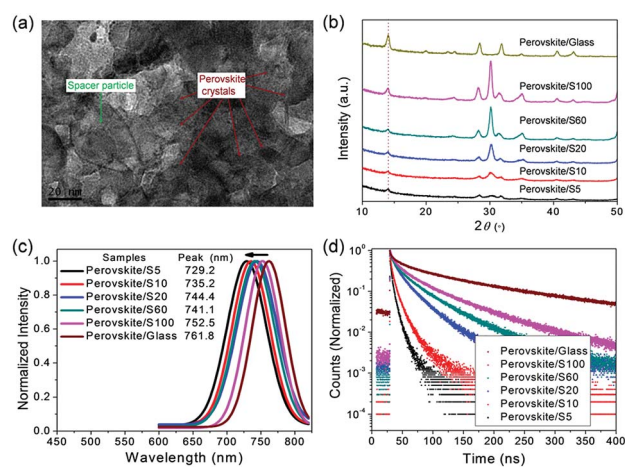 (a)
Spacer particle
Perovskite crystals
20 nm
(b)
Intensity (a.u.)
Perovskite/Glass
Perovskite/S100
Perovskite/S60
Perovskite/S20
Perovskite/S10
Perovskite/S5
10 20 30 40 50
2θ (°)
(c)
Normalized Intensity
1.0
0.8
0.6
0.4
0.2
0.0
Samples Peak (nm)
Perovskite/S5 729.2
Perovskite/S10 735.2
Perovskite/S20 744.4
Perovskite/S60 741.1
Perovskite/S100 752.5
Perovskite/Glass 761.8
450 500 550 600 650 700 750 800
Wavelength (nm)
(d)
Counts (Normalized)
10⁰
10⁻¹
10⁻²
10⁻³
10⁻⁴
Perovskite/Glass
Perovskite/S100
Perovskite/S60
Perovskite/S20
Perovskite/S10
Perovskite/S5
0 50 100 150 200 250 300 350 400
Time (ns)